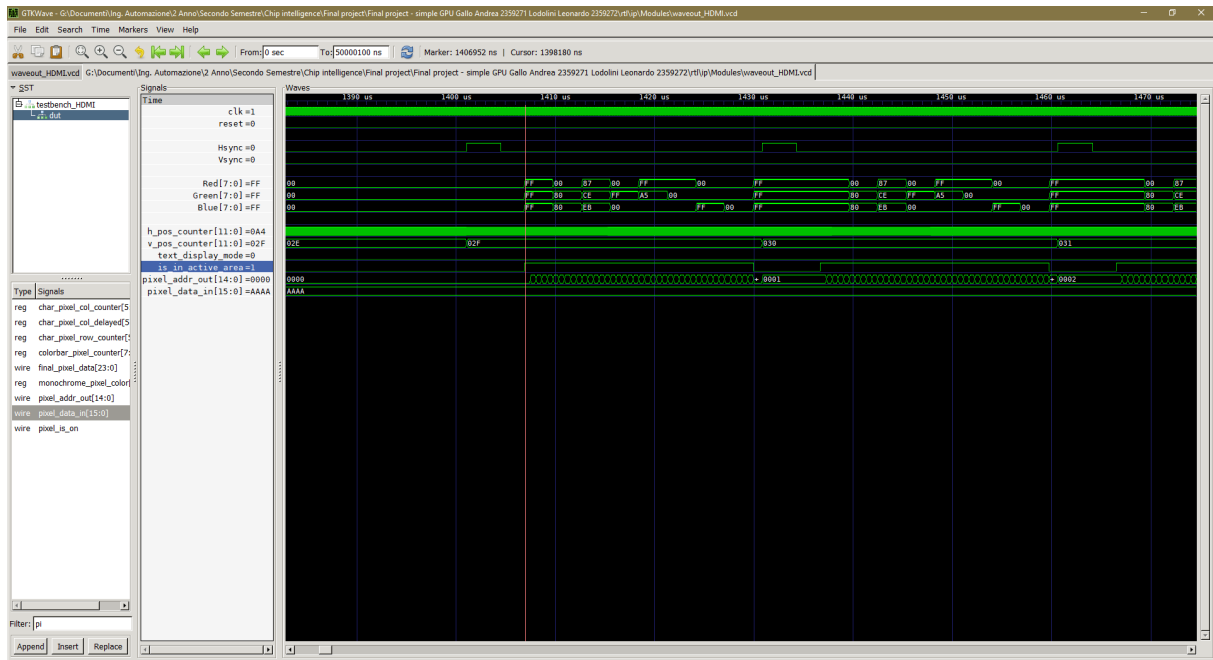 GTKWave - G:\Documenti\Ing. Automazione\2 Anno\Secondo Semestre\Chip intelligence\Final project\Final project - simple GPU Gallo Andrea 2359271 Lodolini Leonardo 2359272\rtl\ip\Modules\waveout_HDMI.vcd
File Edit Search Time Markers View Help
From: 0 sec To: 50000100 ns Marker: 1406952 ns | Cursor: 1398180 ns
waveout_HDMI.vcd G:\Documenti\Ing. Automazione\2 Anno\Secondo Semestre\Chip intelligence\Final project\Final project - simple GPU Gallo Andrea 2359271 Lodolini Leonardo 2359272\rtl\ip\Modules\waveout_HDMI.vcd
SST
testbench_HDMI
dut
Type Signals
reg char_pixel_col_counter[5
reg char_pixel_col_delayed[5
reg char_pixel_row_counter[5
reg colorbar_pixel_counter[7:
wire final_pixel_data[23:0]
reg monochrome_pixel_color[
wire pixel_addr_out[14:0]
wire pixel_data_in[15:0]
wire pixel_is_on
Filter: pi
Append Insert Replace
Signals
Time
clk=1
reset=0
Hsync=0
Vsync=0
Red[7:0]=FF
Green[7:0]=FF
Blue[7:0]=FF
h_pos_counter[11:0]=0A4
v_pos_counter[11:0]=02F
text_display_mode=0
is_in_active_area=1
pixel_addr_out[14:0]=0000
pixel_data_in[15:0]=AAAA
Waves
1390 us 1400 us 1410 us 1420 us 1430 us 1440 us 1450 us 1460 us 1470 us
00 FF 00 87 00 FF 00 FF 00 87 00 FF 00 FF 00 87
00 FF 80 CE FF A5 00 FF 80 CE FF A5 00 FF 80 CE
00 FF 80 EB 00 FF 00 FF 80 EB 00 FF 00 FF 80 EB
02E 02F 030 031
0000 + 0001 + 0002
AAAA